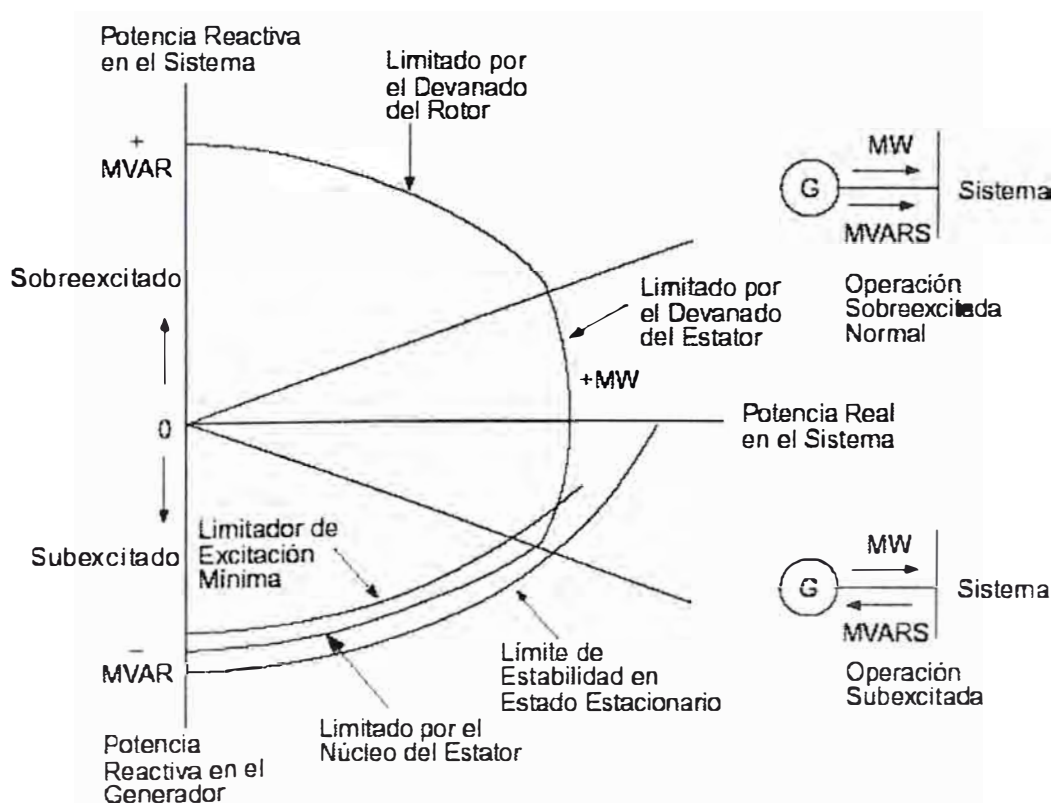 Potencia Reactiva
en el Sistema
Limitado por
el Devanado
del Rotor
+
MVAR
MW
G
Sistema
MVARS
Operación
Sobreexcitada
Normal
Sobreexcitado
Limitado por
el Devanado
del Estator
+MW
0
Potencia Real
en el Sistema
Subexcitado
Limitador de
Excitación
Mínima
MW
G
Sistema
MVARS
Operación
Subexcitada
−
MVAR
Límite de
Estabilidad en
Estado Estacionario
Limitado por el
Núcleo del Estator
Potencia
Reactiva en el
Generador